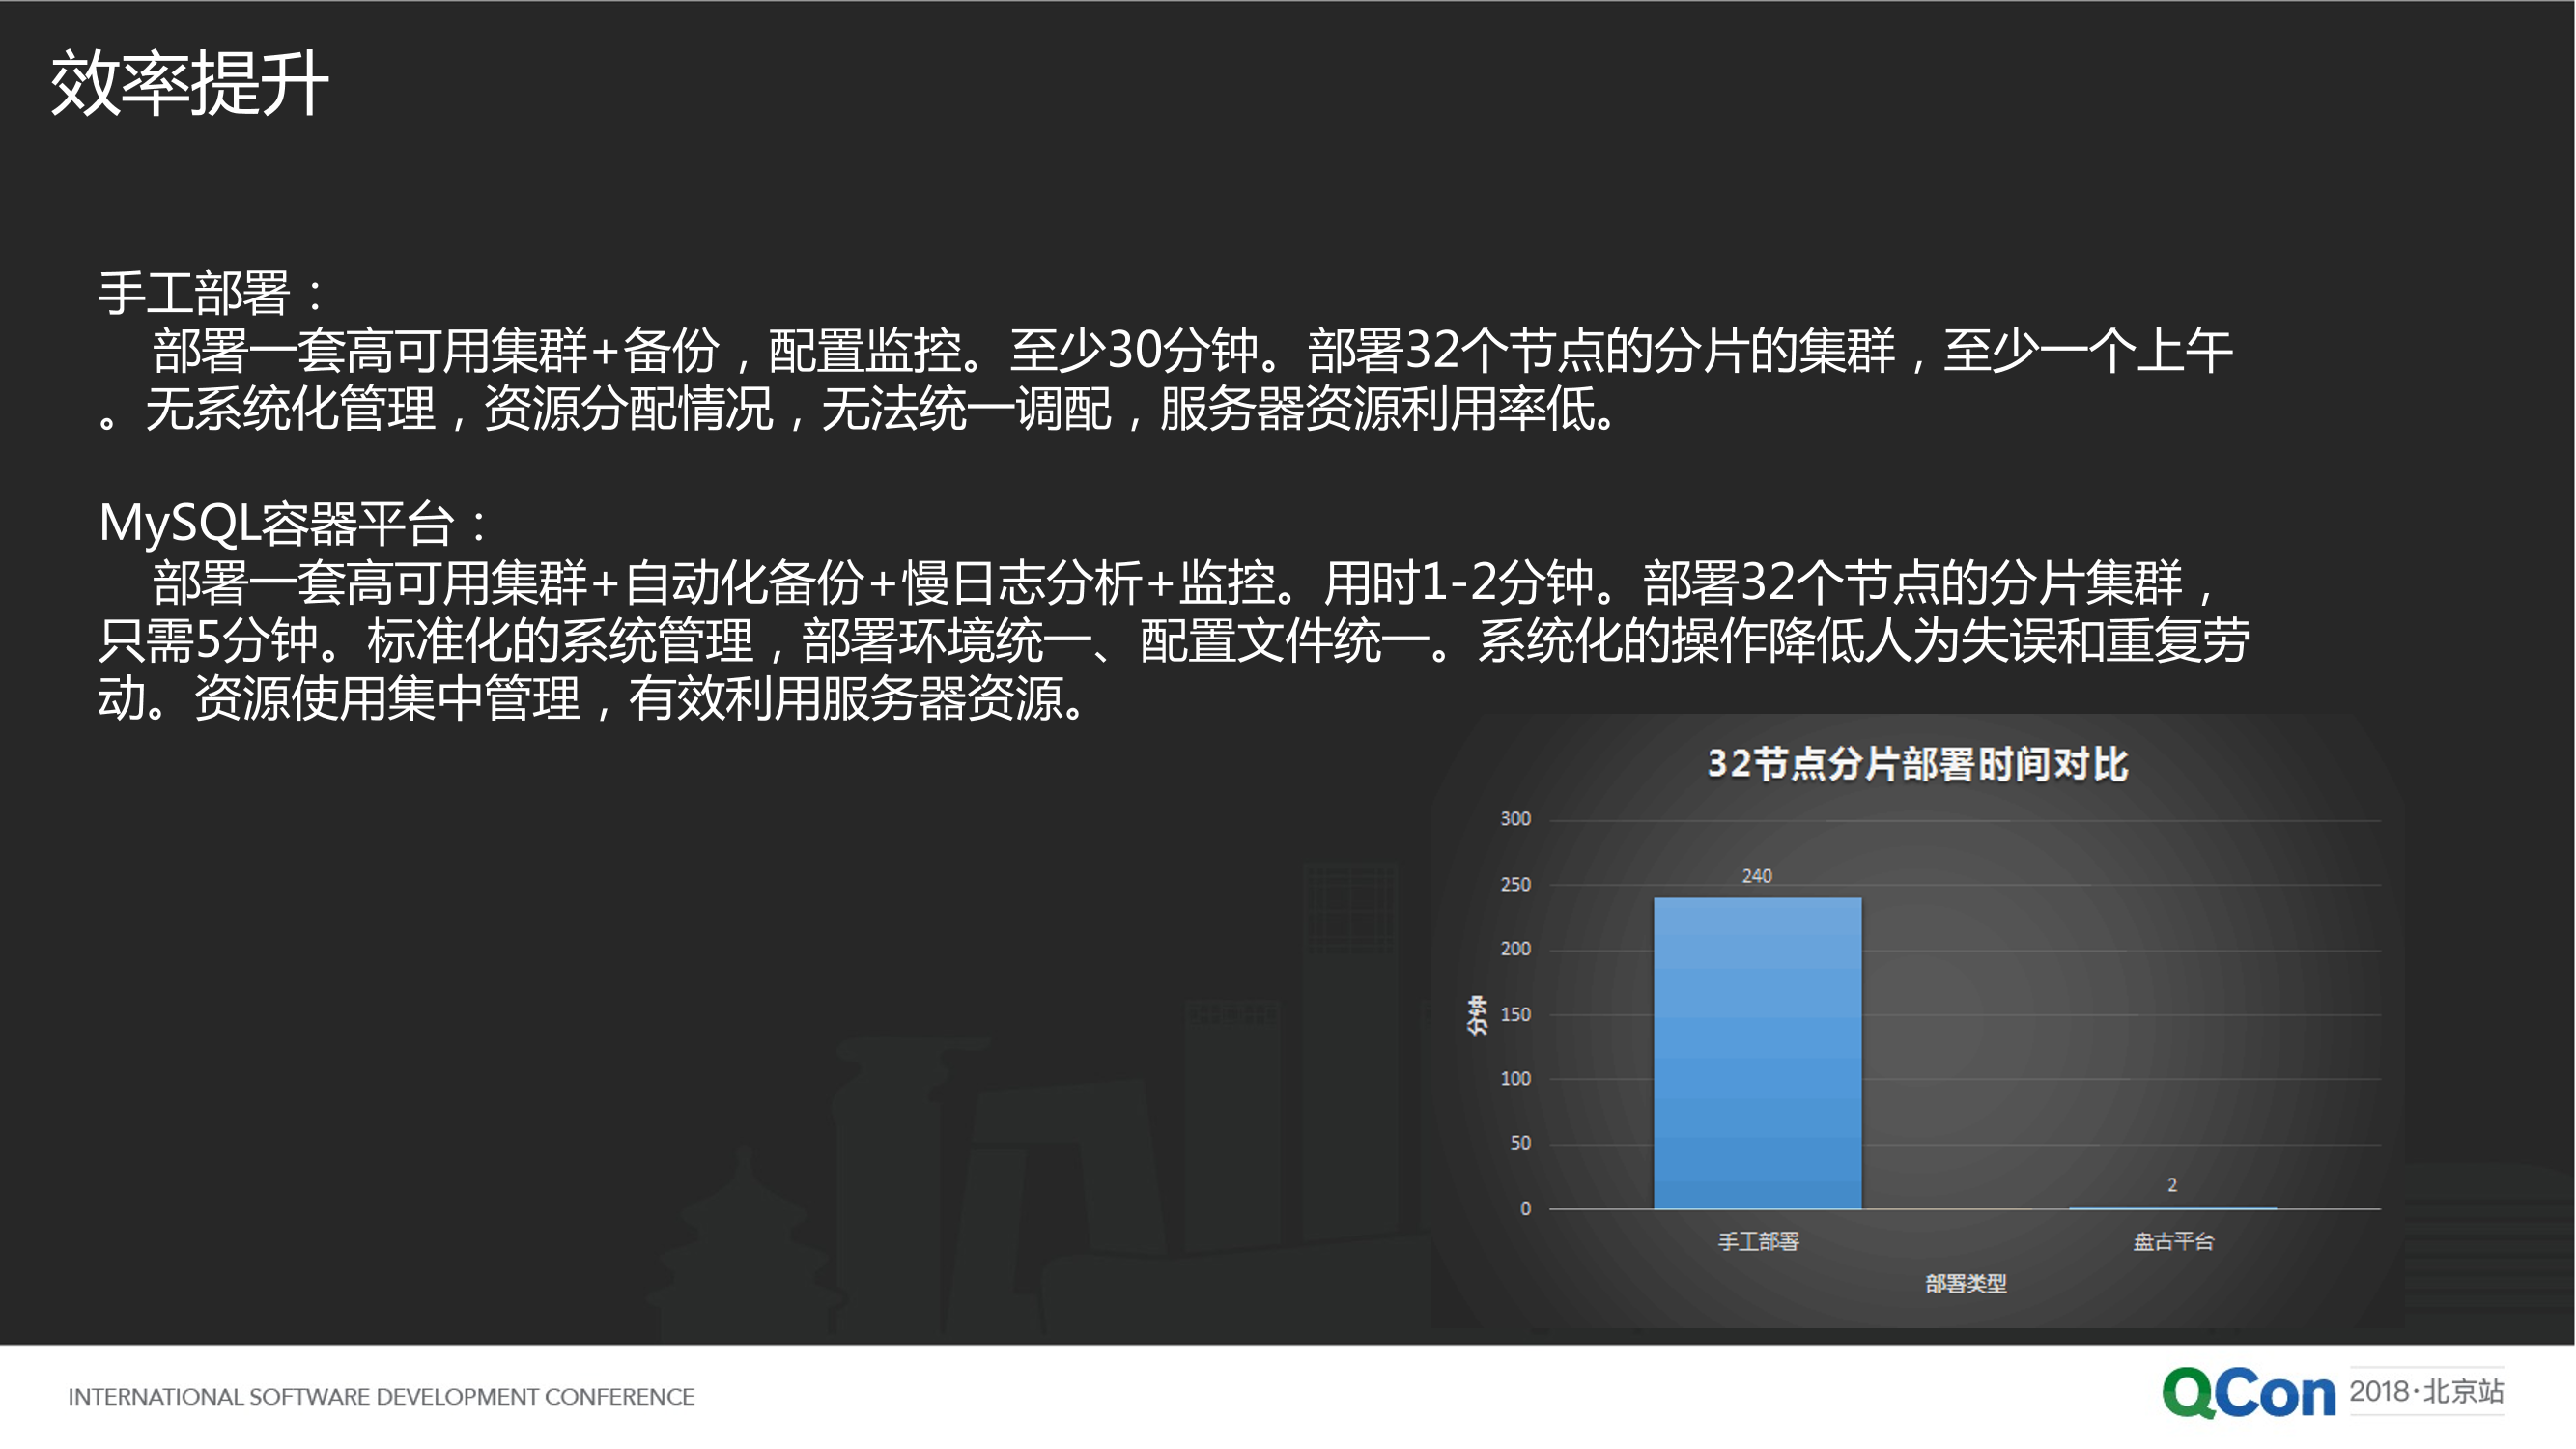 效率提升
手工部署：
部署一套高可用集群+备份，配置监控。至少30分钟。部署32个节点的分片的集群，至少一个上午
。无系统化管理，资源分配情况，无法统一调配，服务器资源利用率低。
MySQL容器平台：
部署一套高可用集群+自动化备份+慢日志分析+监控。用时1-2分钟。部署32个节点的分片集群，
只需5分钟。标准化的系统管理，部署环境统一、配置文件统一。系统化的操作降低人为失误和重复劳
动。资源使用集中管理，有效利用服务器资源。
32节点分片部署时间对比
300
250
200
150
100
50
0
分钟
240
2
手工部署
盘古平台
部署类型
INTERNATIONAL SOFTWARE DEVELOPMENT CONFERENCE
QCon 2018·北京站